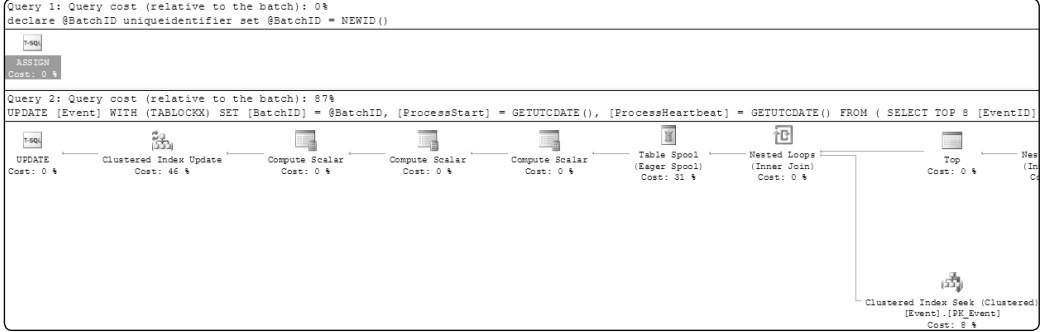 Query 1: Query cost (relative to the batch): 0%
declare @BatchID uniqueidentifier set @BatchID = NEWID()
T-SQL
ASSIGN
Cost: 0 %
Query 2: Query cost (relative to the batch): 87%
UPDATE [Event] WITH (TABLOCKX) SET [BatchID] = @BatchID, [ProcessStart] = GETUTCDATE(), [ProcessHeartbeat] = GETUTCDATE() FROM ( SELECT TOP 8 [EventID]
T-SQL
UPDATE
Cost: 0 %
Clustered Index Update
Cost: 46 %
Compute Scalar
Cost: 0 %
Compute Scalar
Cost: 0 %
Compute Scalar
Cost: 0 %
Table Spool
(Eager Spool)
Cost: 31 %
Nested Loops
(Inner Join)
Cost: 0 %
Top
Cost: 0 %
Nes
(In
Co
Clustered Index Seek (Clustered)
[Event].[PK_Event]
Cost: 8 %